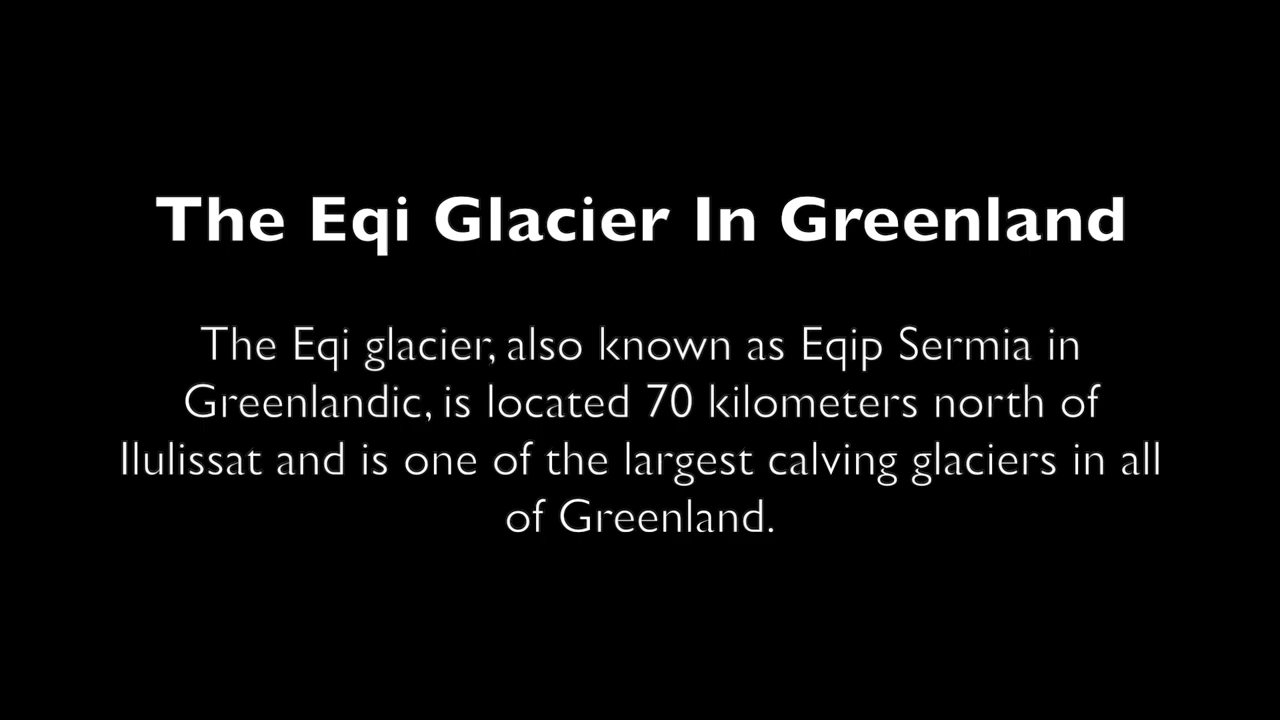 The Eqi Glacier In Greenland
The Eqi glacier, also known as Eqip Sermia in
Greenlandic, is located 70 kilometers north of
Ilulissat and is one of the largest calving glaciers in all
of Greenland.